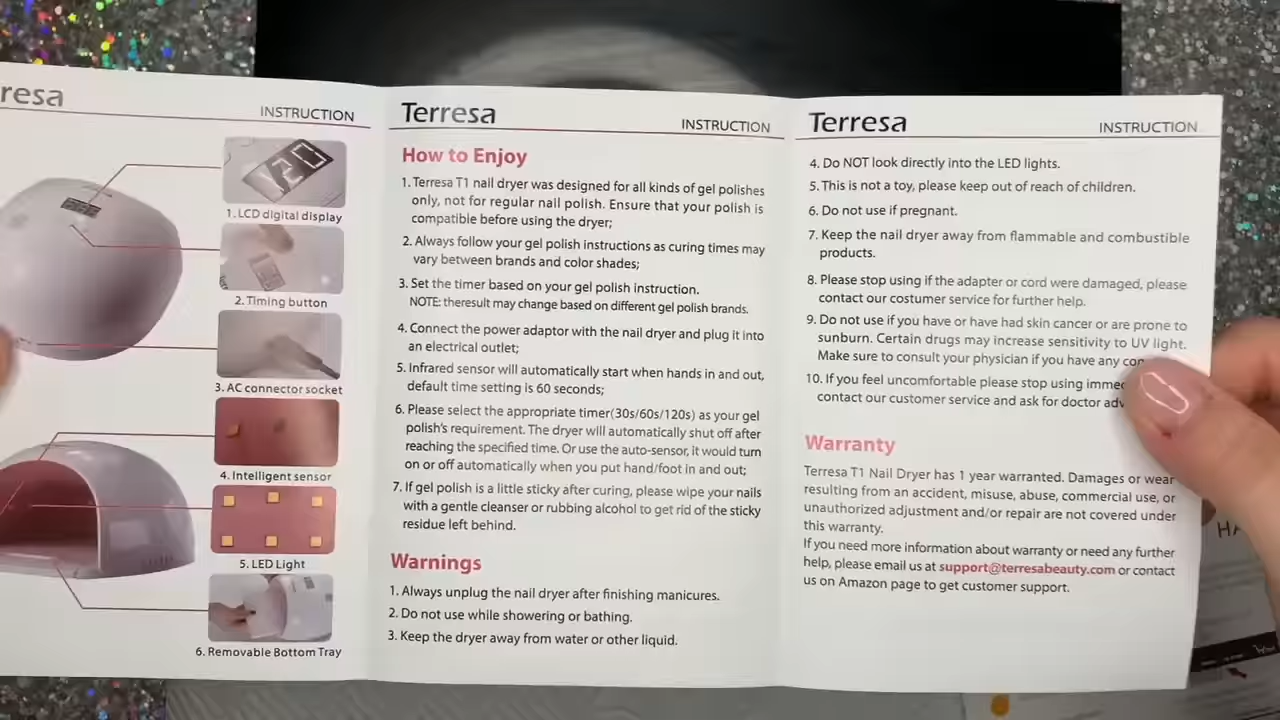 resa
INSTRUCTION
1. LCD digital display
2. Timing button
3. AC connector socket
4. Intelligent sensor
5. LED Light
6. Removable Bottom Tray
Terresa
INSTRUCTION
How to Enjoy
1. Terresa T1 nail dryer was designed for all kinds of gel polishes
only, not for regular nail polish. Ensure that your polish is
compatible before using the dryer;
2. Always follow your gel polish instructions as curing times may
vary between brands and color shades;
3. Set the timer based on your gel polish instruction.
NOTE: theresult may change based on different gel polish brands.
4. Connect the power adaptor with the nail dryer and plug it into
an electrical outlet;
5. Infrared sensor will automatically start when hands in and out,
default time setting is 60 seconds;
6. Please select the appropriate timer(30s/60s/120s) as your gel
polish's requirement. The dryer will automatically shut off after
reaching the specified time. Or use the auto-sensor, it would turn
on or off automatically when you put hand/foot in and out;
7. If gel polish is a little sticky after curing, please wipe your nails
with a gentle cleanser or rubbing alcohol to get rid of the sticky
residue left behind.
Warnings
1. Always unplug the nail dryer after finishing manicures.
2. Do not use while showering or bathing.
3. Keep the dryer away from water or other liquid.
Terresa
INSTRUCTION
4. Do NOT look directly into the LED lights.
5. This is not a toy, please keep out of reach of children.
6. Do not use if pregnant.
7. Keep the nail dryer away from flammable and combustible
products.
8. Please stop using if the adapter or cord were damaged, please
contact our costumer service for further help.
9. Do not use if you have or have had skin cancer or are prone to
sunburn. Certain drugs may increase sensitivity to UV light.
Make sure to consult your physician if you have any
10. If you feel uncomfortable please stop using
contact our customer service and ask for doctor
Warranty
Terresa T1 Nail Dryer has 1 year warranted. Damages or wear
resulting from an accident, misuse, abuse, commercial use, or
unauthorized adjustment and/or repair are not covered under
this warranty.
If you need more information about warranty or need any further
help, please email us at support@terresabeauty.com or contact
us on Amazon page to get customer support.